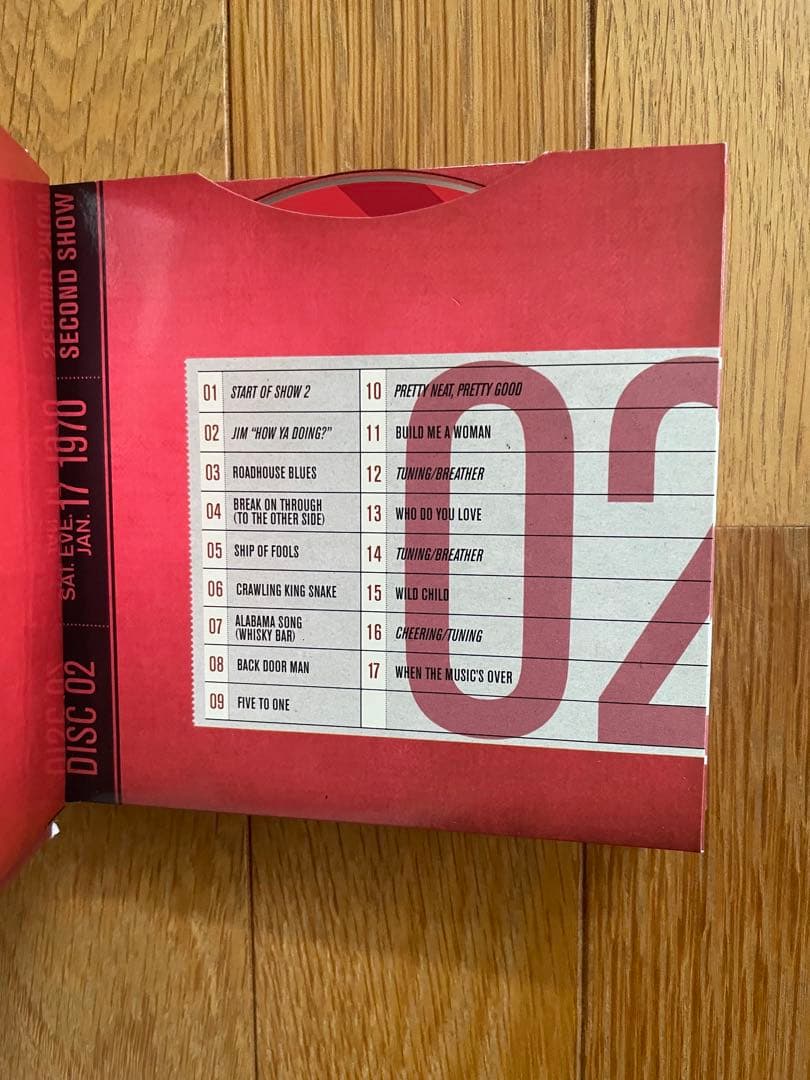 DISC 02
SAT. EVE. JAN. 17 1970
SECOND SHOW
01 START OF SHOW 2
02 JIM “HOW YA DOING?”
03 ROADHOUSE BLUES
04 BREAK ON THROUGH
(TO THE OTHER SIDE)
05 SHIP OF FOOLS
06 CRAWLING KING SNAKE
07 ALABAMA SONG
(WHISKY BAR)
08 BACK DOOR MAN
09 FIVE TO ONE
10 PRETTY NEAT, PRETTY GOOD
11 BUILD ME A WOMAN
12 TUNING/BREATHER
13 WHO DO YOU LOVE
14 TUNING/BREATHER
15 WILD CHILD
16 CHEERING/TUNING
17 WHEN THE MUSIC'S OVER
02